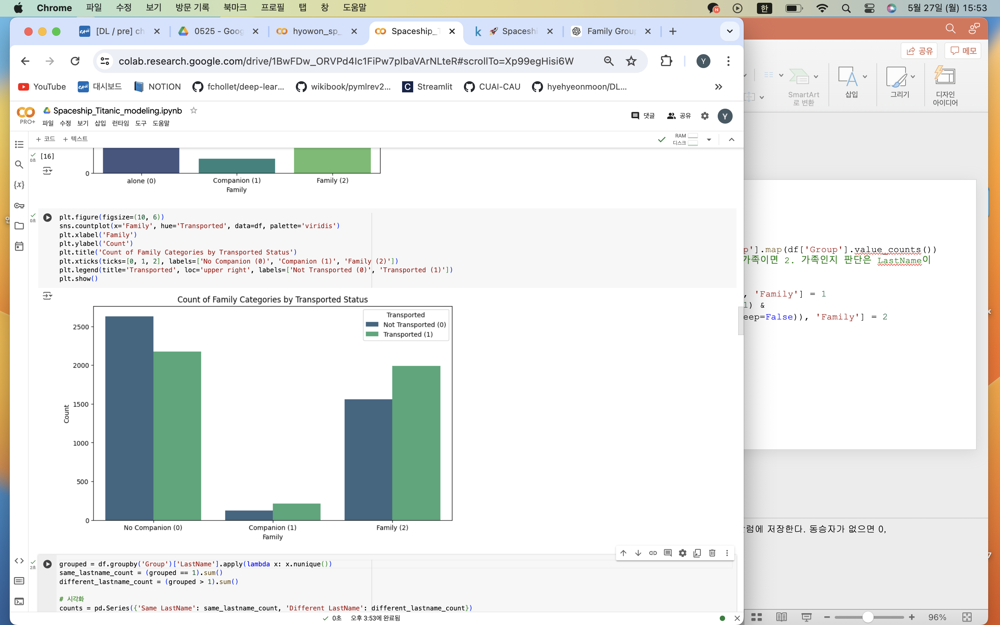 Chrome 파일 수정 보기 방문 기록 북마크 프로필 탭 창 도움말 한 5월 27일 (월) 15:53
[DL / pre] ch 0525 - Goog hyowon_sp_ Spaceship_T Spaceshi Family Grou
colab.research.google.com/drive/1BwFDw_ORVPd4Ic1FiPw7pIbaVArNLteR#scrollTo=Xp99egHisi6W Y
YouTube CAU 대시보드 NOTION fchollet/deep-lear... wikibook/pymlrev2... C Streamlit CUAI-CAU hyehyeonmoon/DL...
Spaceship_Titanic_modeling.ipynb 댓글 공유 Y
PRO+ 파일 수정 보기 삽입 런타임 도구 도움말
+ 코드 + 텍스트 RAM 디스크
0초 [16]
0
alone (0) Companion (1) Family (2)
Family
0초
plt.figure(figsize=(10, 6))
sns.countplot(x='Family', hue='Transported', data=df, palette='viridis')
plt.xlabel('Family')
plt.ylabel('Count')
plt.title('Count of Family Categories by Transported Status')
plt.xticks(ticks=[0, 1, 2], labels=['No Companion (0)', 'Companion (1)', 'Family (2)'])
plt.legend(title='Transported', loc='upper right', labels=['Not Transported (0)', 'Transported (1)'])
plt.show()
Count of Family Categories by Transported Status
Transported
Not Transported (0)
Transported (1)
2500
2000
1500
1000
500
0
Count
No Companion (0) Companion (1) Family (2)
Family
2초
grouped = df.groupby('Group')['LastName'].apply(lambda x: x.nunique())
same_lastname_count = (grouped == 1).sum()
different_lastname_count = (grouped > 1).sum()
# 시각화
counts = pd.Series({'Same LastName': same_lastname_count, 'Different LastName': different_lastname_count})
0초 오후 3:53에 완료됨
공유 메모
SmartArt
로 변환
삽입
그리기
디자인
아이디어
p'].map(df['Group'].value_counts())
가족이면 2. 가족인지 판단은 LastName이
, 'Family'] = 1
1) &
eep=False)), 'Family'] = 2
럼에 저장한다. 동승자가 없으면 0,
96%